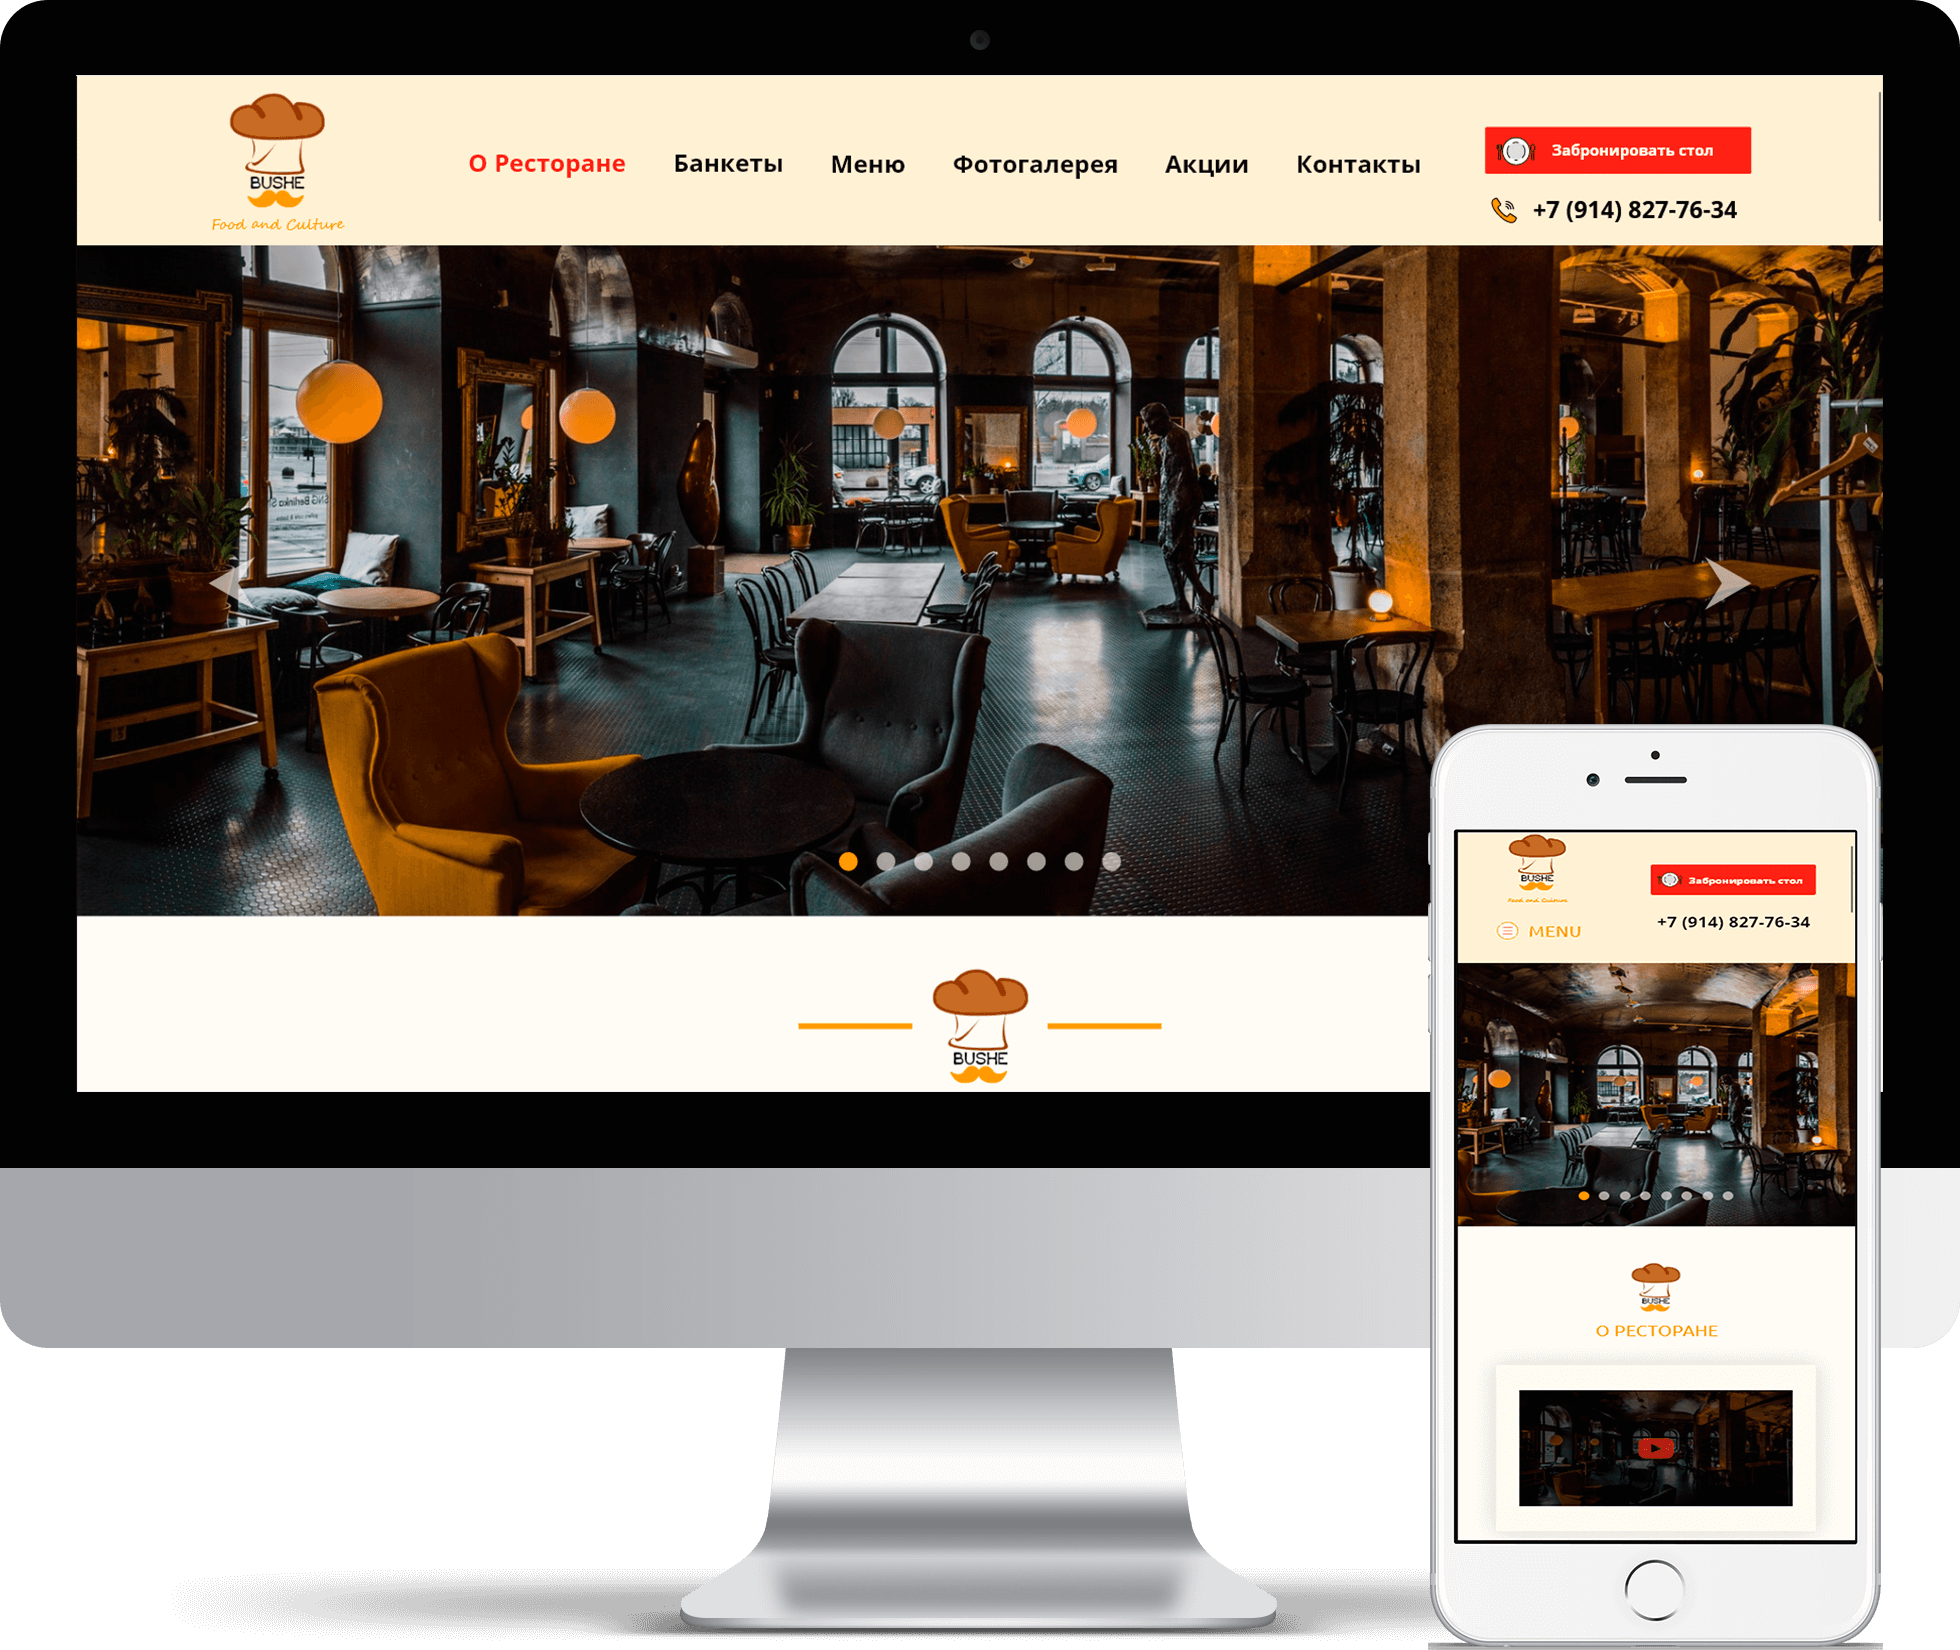 BUSHE
Food and Culture
О Ресторане
Банкеты
Меню
Фотогалерея
Акции
Контакты
Забронировать стол
+7 (914) 827-76-34
BUSHE
BUSHE
Food and Culture
Забронировать стол
+7 (914) 827-76-34
MENU
BUSHE
О РЕСТОРАНЕ